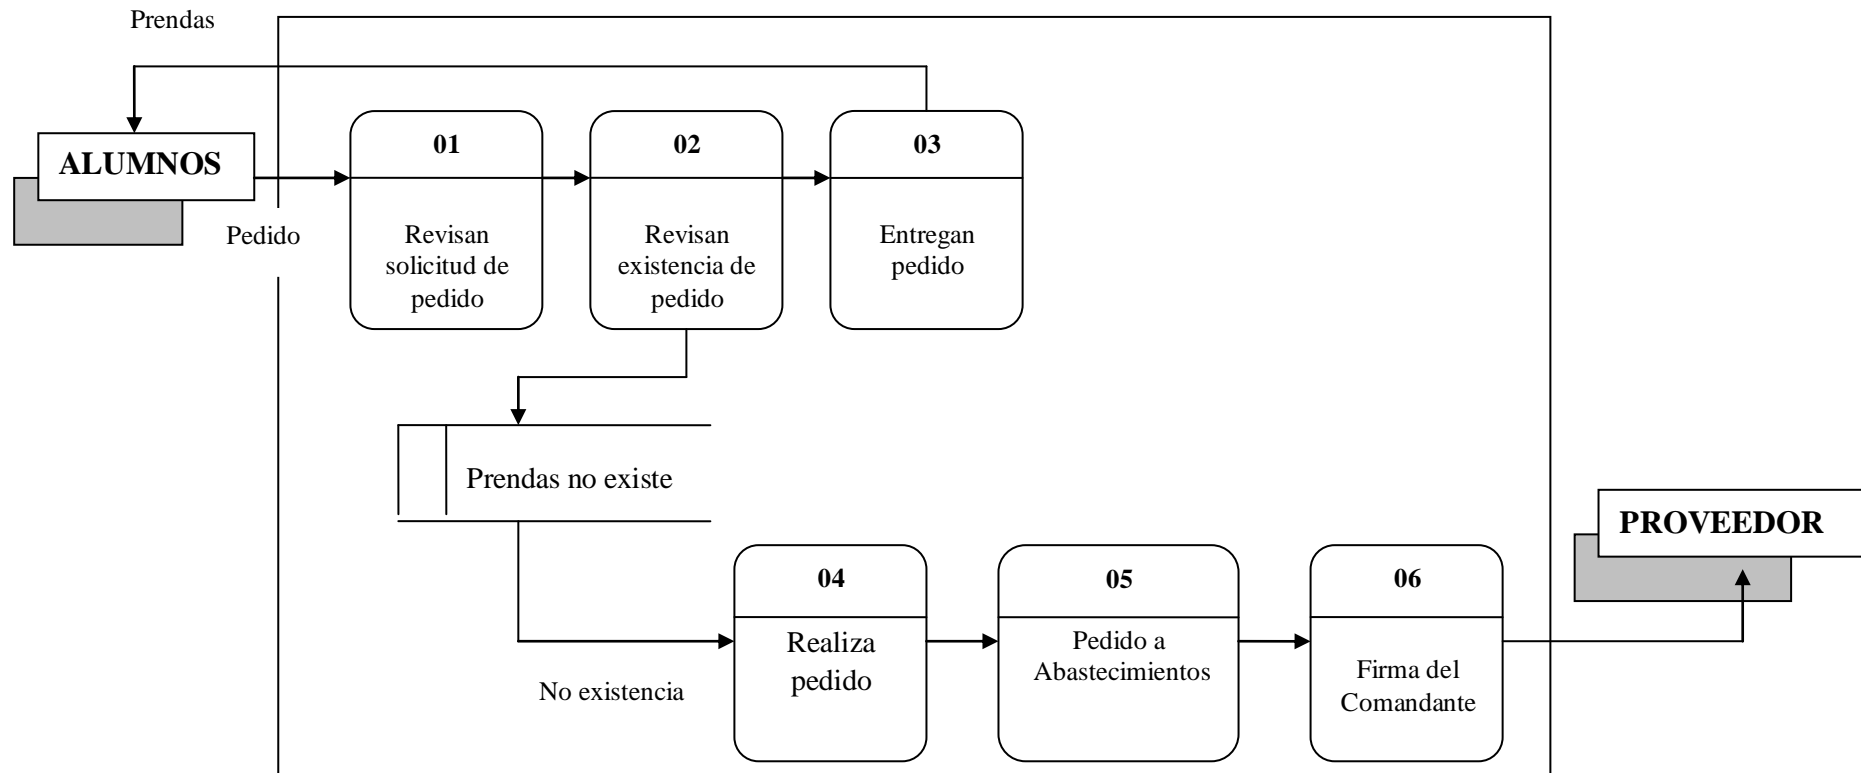 Prendas
ALUMNOS
Pedido
01
Revisan
solicitud de
pedido
02
Revisan
existencia de
pedido
03
Entregan
pedido
Prendas no existe
No existencia
04
Realiza
pedido
05
Pedido a
Abastecimientos
06
Firma del
Comandante
PROVEEDOR